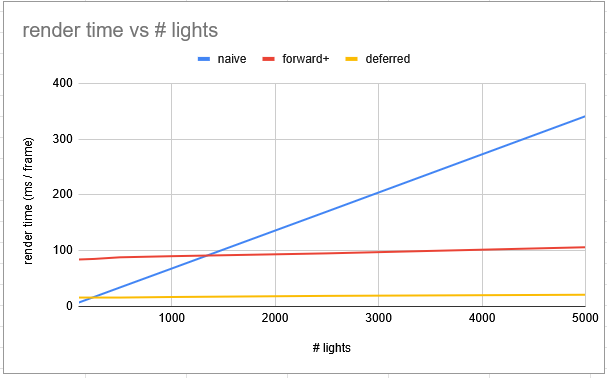 render time vs # lights
naive forward+ deferred
400
300
200
100
0
render time (ms / frame)
1000 2000 3000 4000 5000
# lights